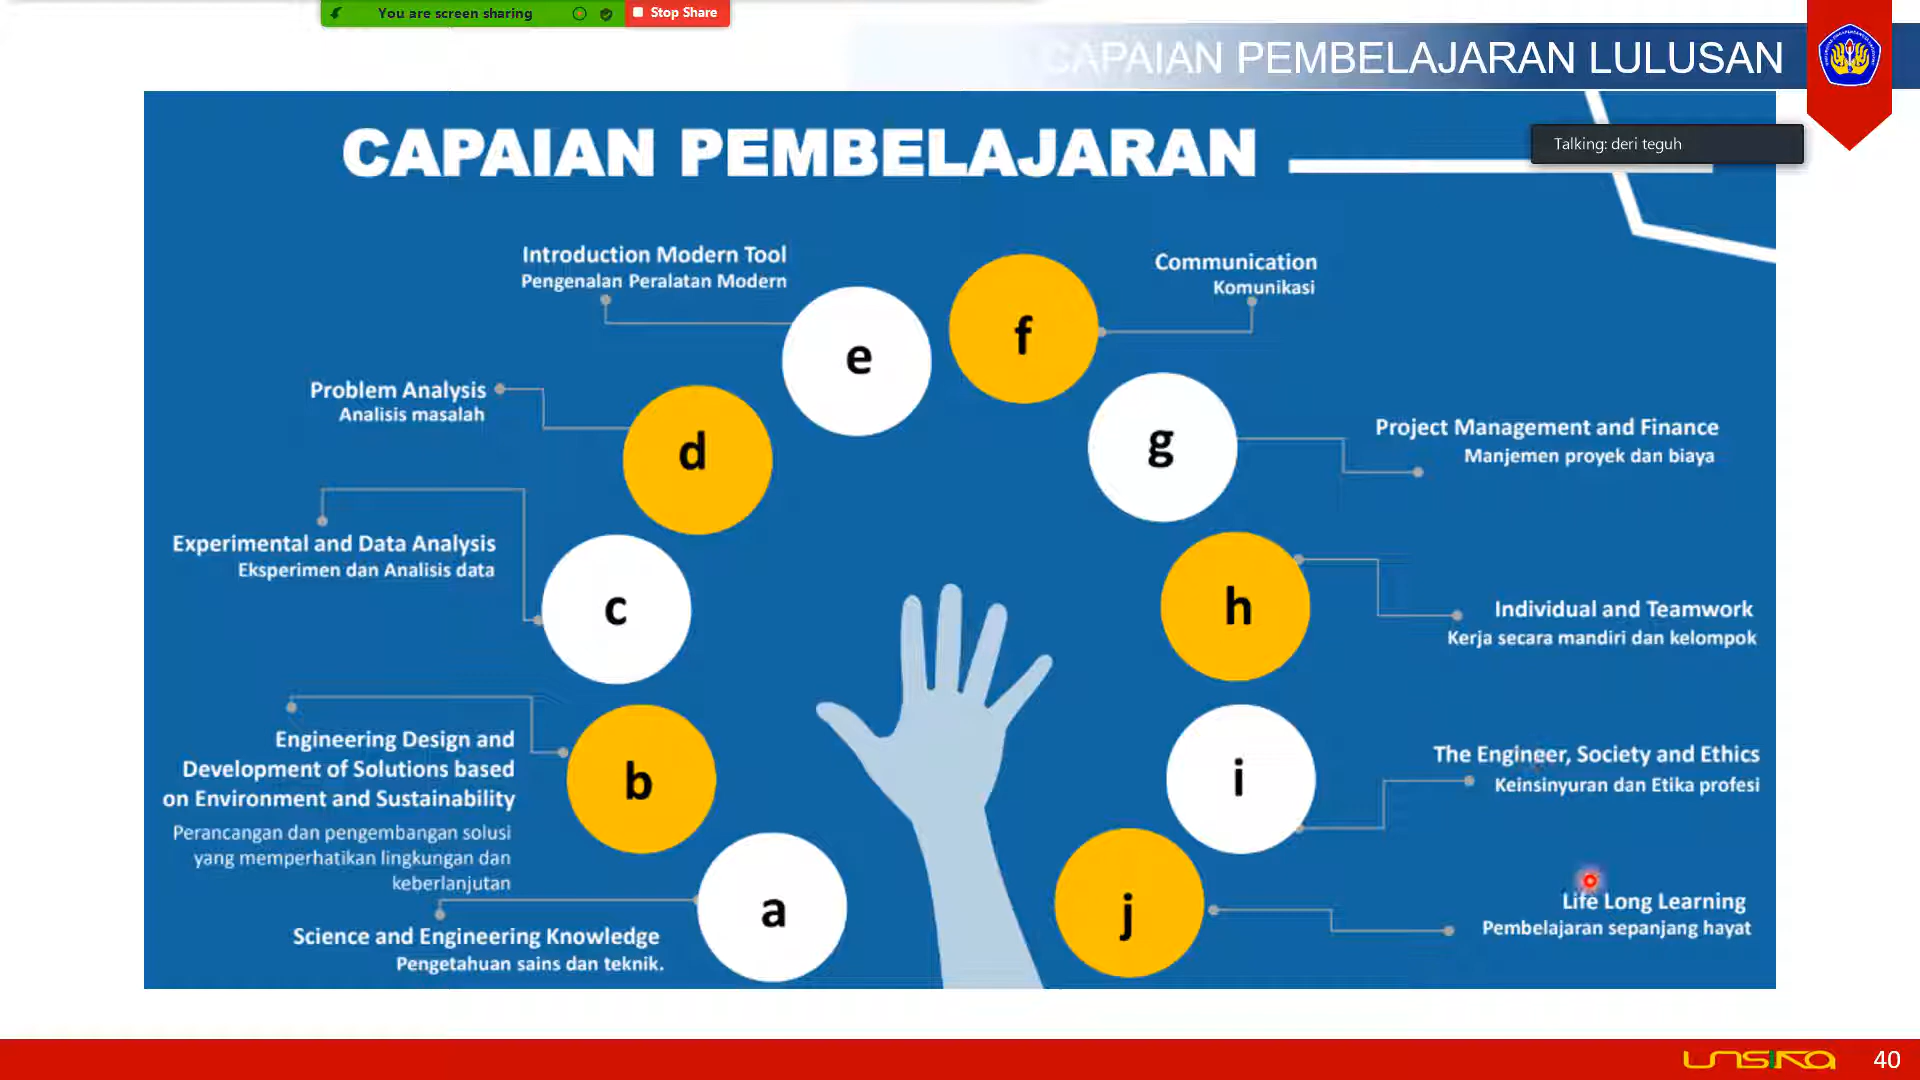 You are screen sharing
Stop Share
CAPAIAN PEMBELAJARAN LULUSAN
Talking: deri teguh
CAPAIAN PEMBELAJARAN
Introduction Modern Tool
Pengenalan Peralatan Modern
e
f
Communication
Komunikasi
Problem Analysis
Analisis masalah
d
g
Project Management and Finance
Manjemen proyek dan biaya
Experimental and Data Analysis
Eksperimen dan Analisis data
c
h
Individual and Teamwork
Kerja secara mandiri dan kelompok
Engineering Design and
Development of Solutions based
on Environment and Sustainability
Perancangan dan pengembangan solusi
yang memperhatikan lingkungan dan
keberlanjutan
b
i
The Engineer, Society and Ethics
Keinsinyuran dan Etika profesi
Science and Engineering Knowledge
Pengetahuan sains dan teknik.
a
j
Life Long Learning
Pembelajaran sepanjang hayat
unsika
40